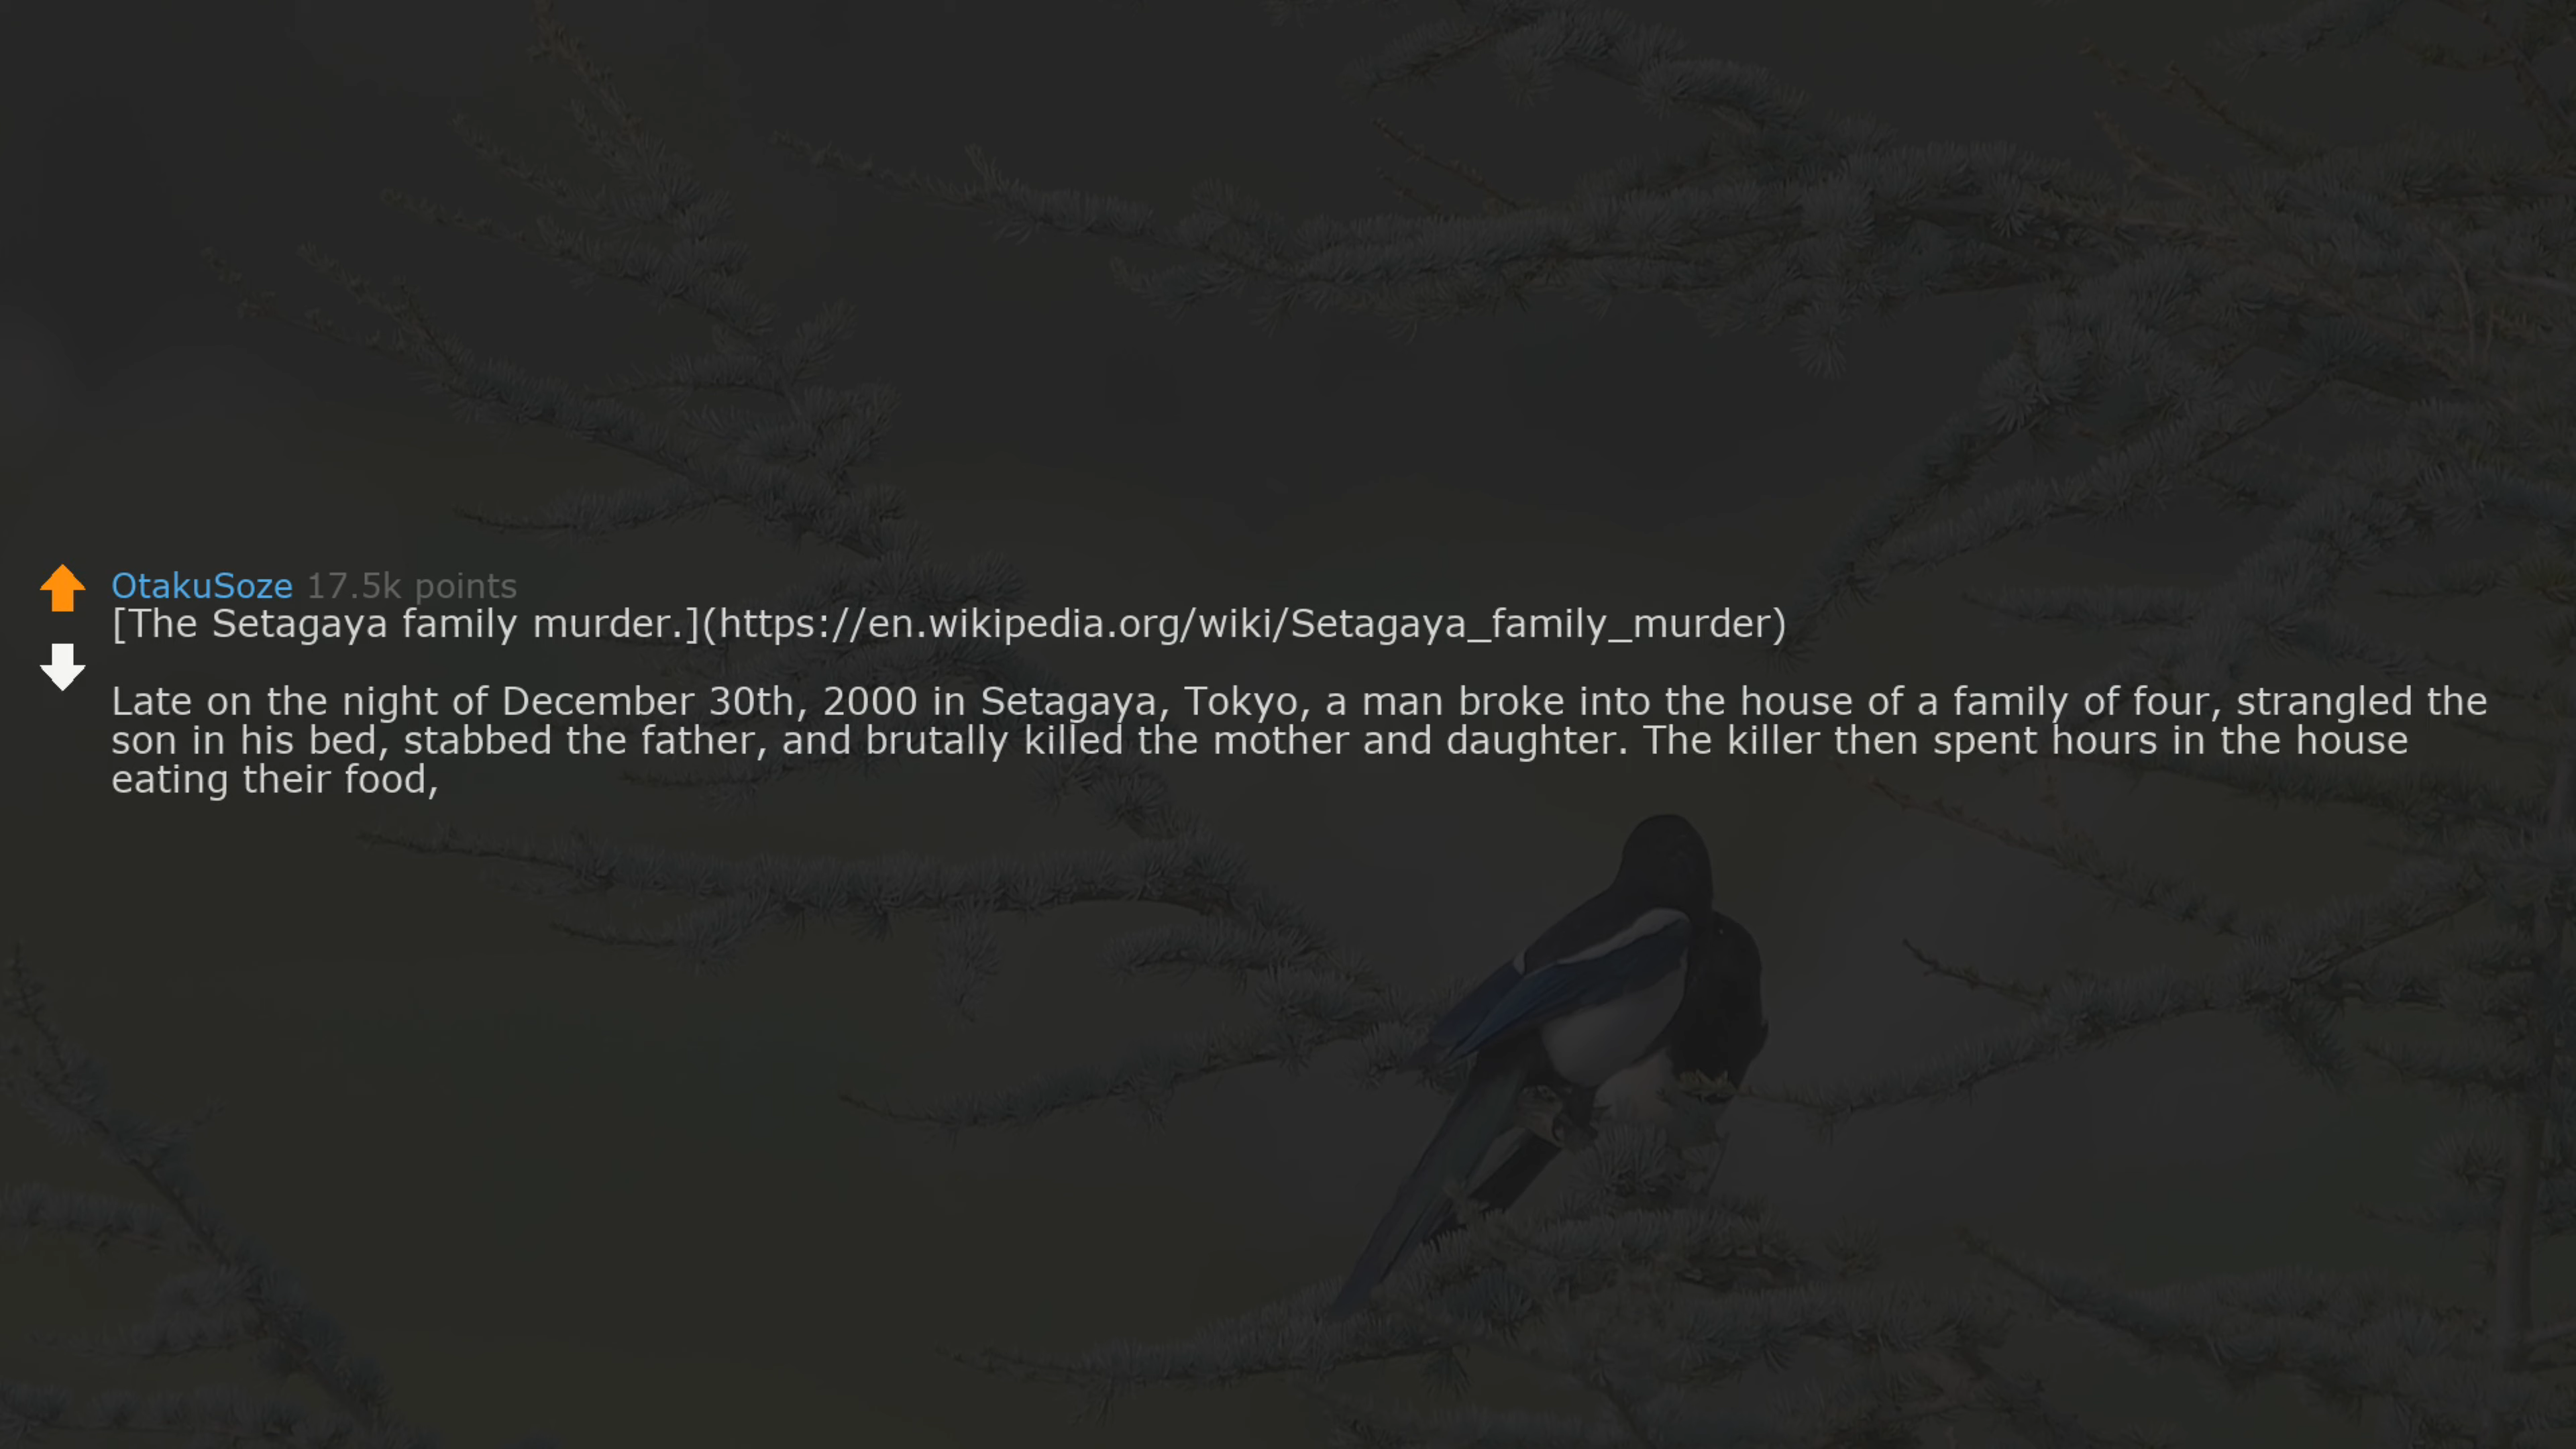 OtakuSoze 17.5k points
[The Setagaya family murder.](https://en.wikipedia.org/wiki/Setagaya_family_murder)
Late on the night of December 30th, 2000 in Setagaya, Tokyo, a man broke into the house of a family of four, strangled the
son in his bed, stabbed the father, and brutally killed the mother and daughter. The killer then spent hours in the house
eating their food,